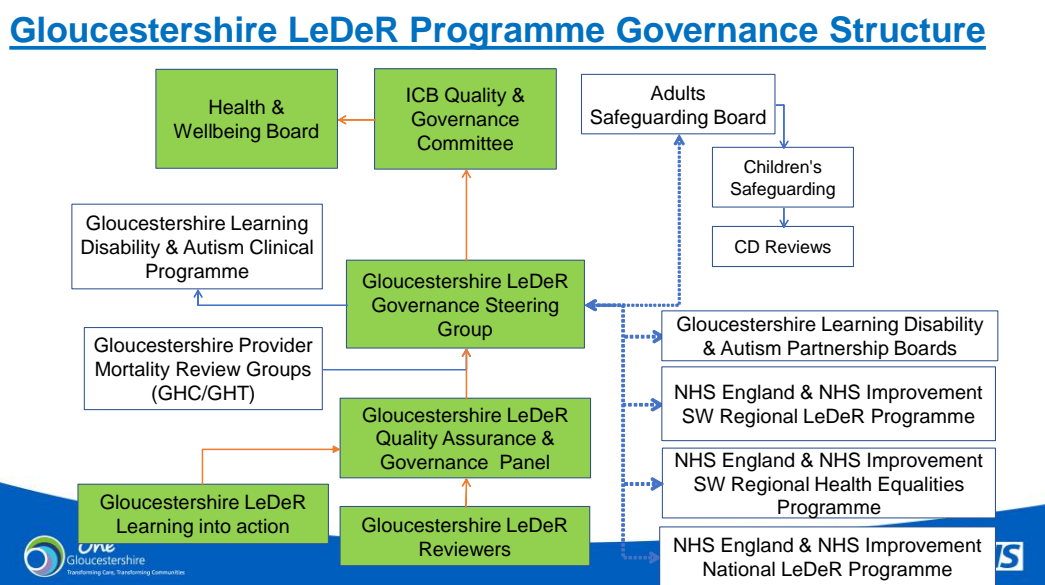 Gloucestershire LeDeR Programme Governance Structure
Health &
Wellbeing Board
ICB Quality &
Governance
Committee
Adults
Safeguarding Board
Children's
Safeguarding
CD Reviews
Gloucestershire Learning
Disability & Autism Clinical
Programme
Gloucestershire LeDeR
Governance Steering
Group
Gloucestershire Provider
Mortality Review Groups
(GHC/GHT)
Gloucestershire Learning Disability
& Autism Partnership Boards
NHS England & NHS Improvement
SW Regional LeDeR Programme
Gloucestershire LeDeR
Quality Assurance &
Governance Panel
NHS England & NHS Improvement
SW Regional Health Equalities
Programme
Gloucestershire LeDeR
Learning into action
Gloucestershire LeDeR
Reviewers
NHS England & NHS Improvement
National LeDeR Programme
One
Gloucestershire
Transforming Care, Transforming Communities